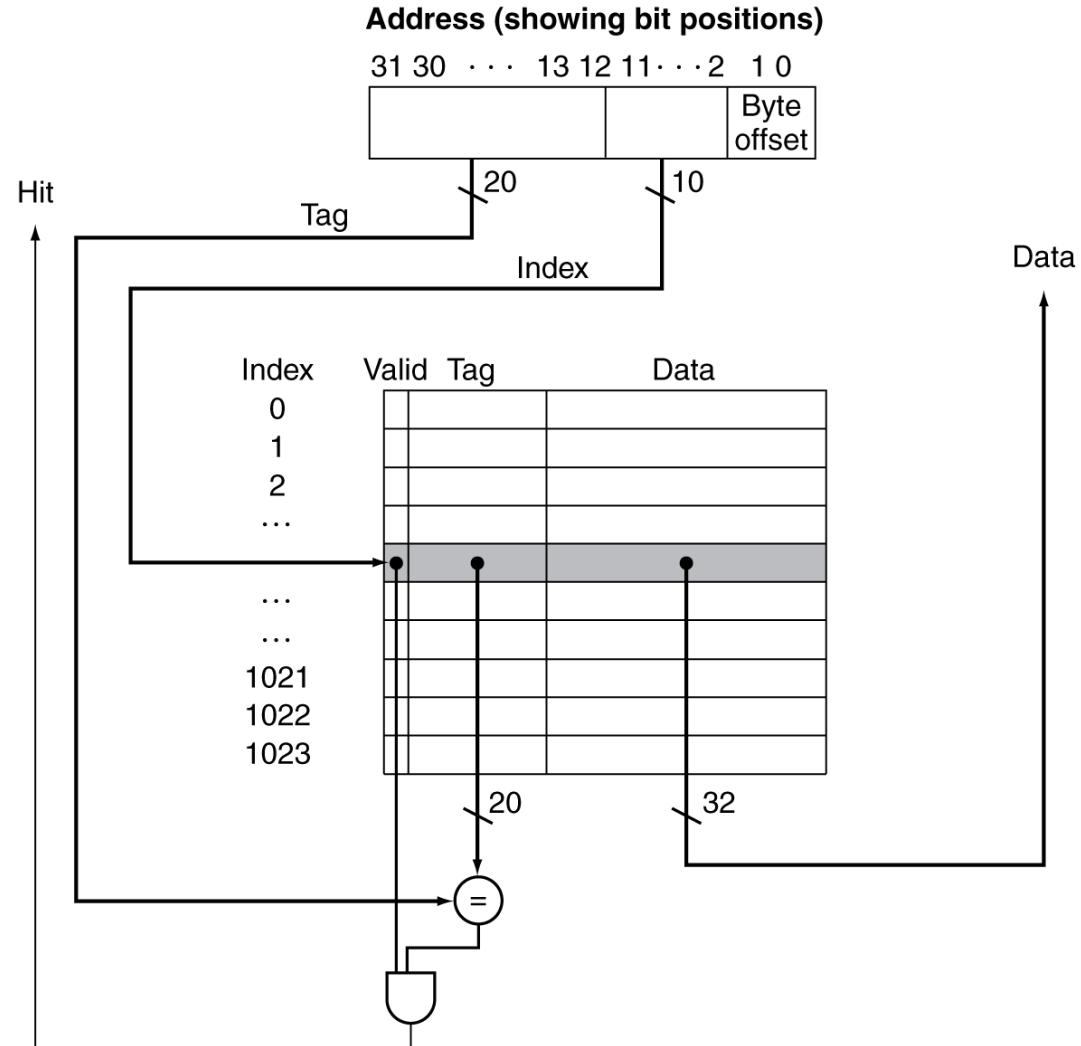 Address (showing bit positions)
31 30 · · · 13 12 11 · · · 2 1 0
Byte
offset
20 10
Hit
Tag
Index
Data
Index Valid Tag Data
0
1
2
...
...
...
1021
1022
1023
20 32
=